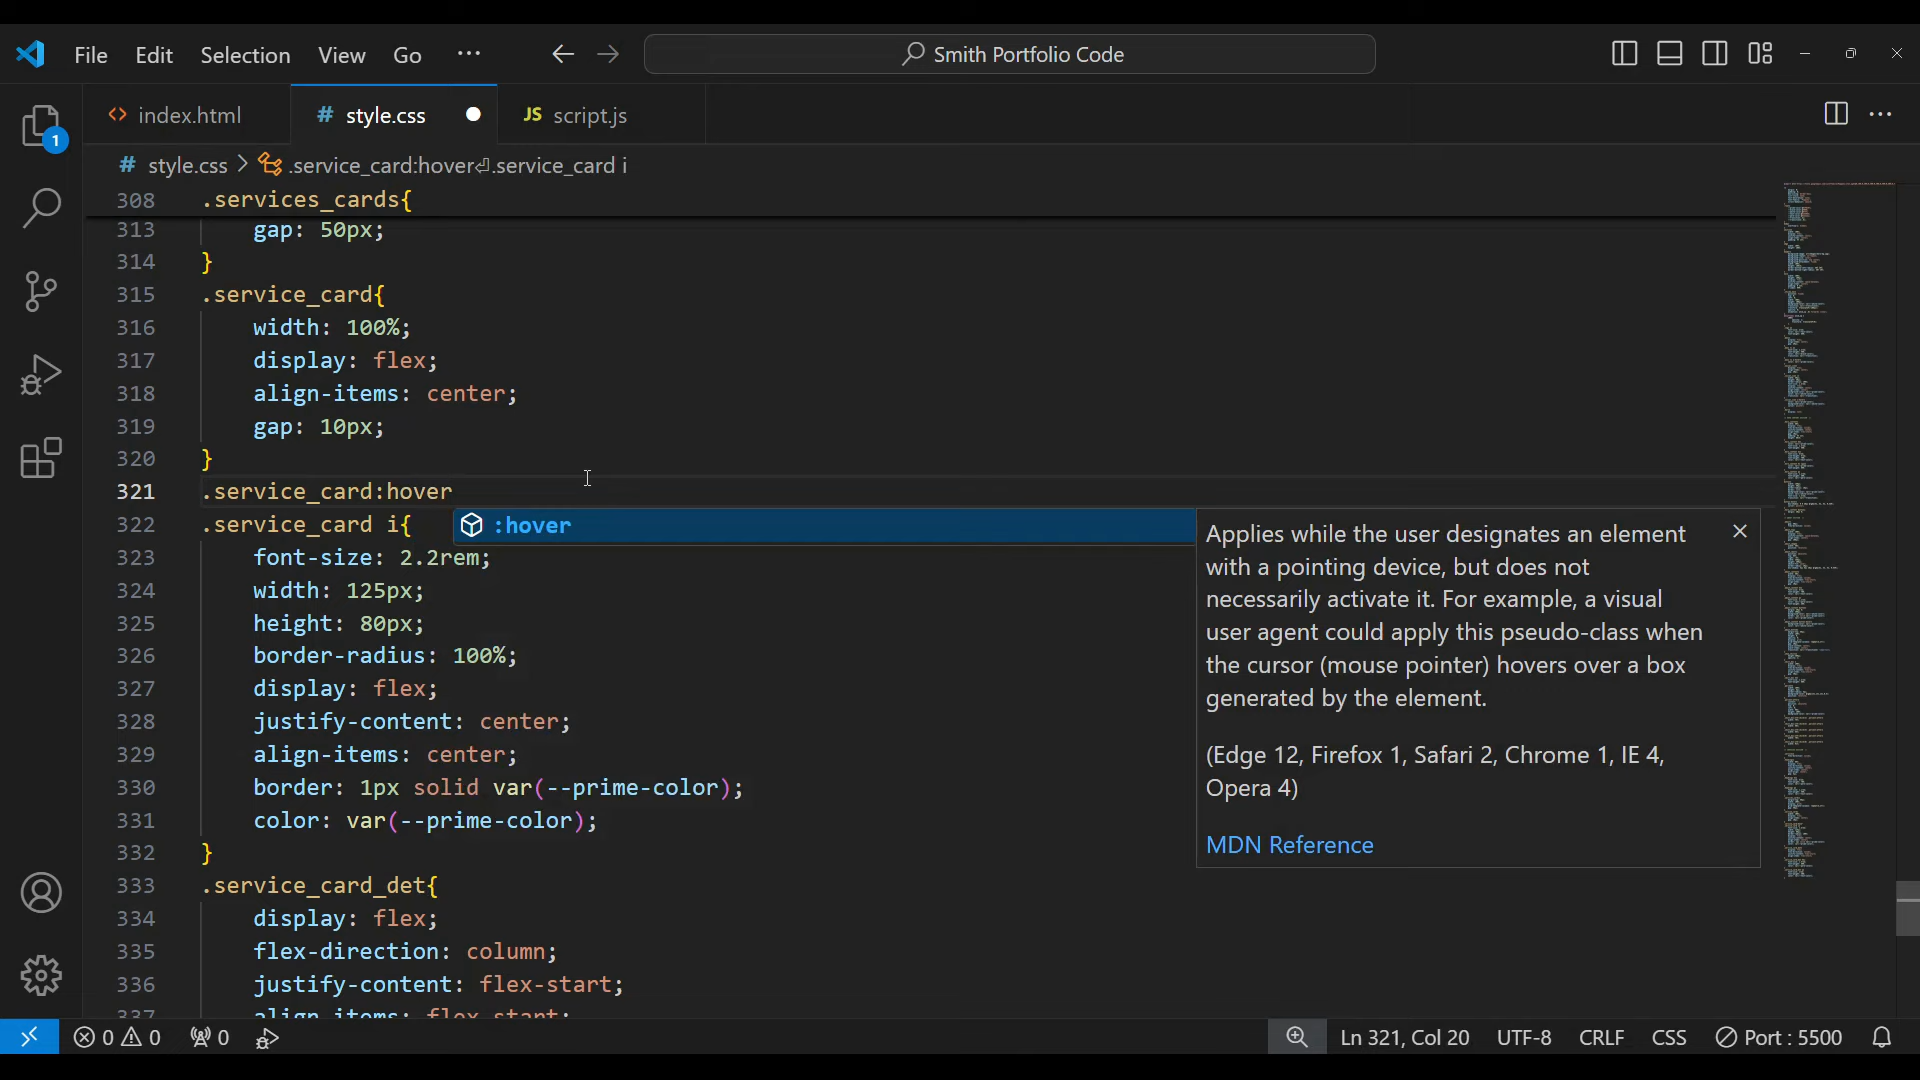 File Edit Selection View Go ···
Smith Portfolio Code
index.html
# style.css
JS script.js
1
# style.css > .service_card:hover⏎.service_card i
308 .services_cards{
313 gap: 50px;
314 }
315 .service_card{
316 width: 100%;
317 display: flex;
318 align-items: center;
319 gap: 10px;
320 }
321 .service_card:hover
322 .service_card i{
:hover
323 font-size: 2.2rem;
324 width: 125px;
325 height: 80px;
326 border-radius: 100%;
327 display: flex;
328 justify-content: center;
329 align-items: center;
330 border: 1px solid var(--prime-color);
331 color: var(--prime-color);
332 }
333 .service_card_det{
334 display: flex;
335 flex-direction: column;
336 justify-content: flex-start;
337 align-items: flex-start;
Applies while the user designates an element
with a pointing device, but does not
necessarily activate it. For example, a visual
user agent could apply this pseudo-class when
the cursor (mouse pointer) hovers over a box
generated by the element.
(Edge 12, Firefox 1, Safari 2, Chrome 1, IE 4,
Opera 4)
MDN Reference
0 0 0
Ln 321, Col 20 UTF-8 CRLF CSS Port : 5500